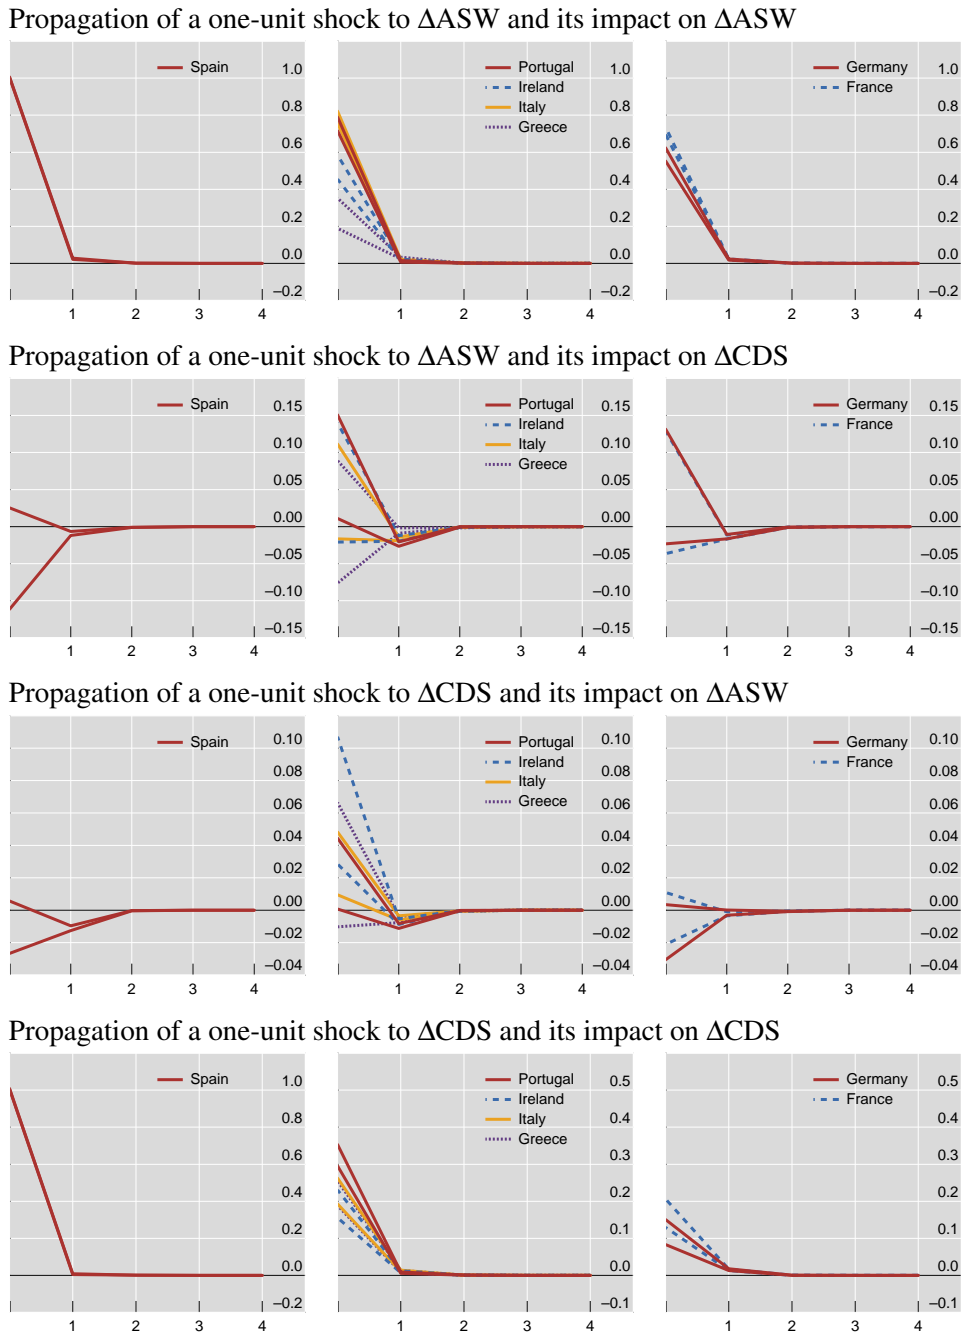 Propagation of a one-unit shock to ΔASW and its impact on ΔASW
Spain
1.0
0.8
0.6
0.4
0.2
0.0
–0.2
1 2 3 4
Portugal
Ireland
Italy
Greece
1.0
0.8
0.6
0.4
0.2
0.0
–0.2
1 2 3 4
Germany
France
1.0
0.8
0.6
0.4
0.2
0.0
–0.2
1 2 3 4
Propagation of a one-unit shock to ΔASW and its impact on ΔCDS
Spain
0.15
0.10
0.05
0.00
–0.05
–0.10
–0.15
1 2 3 4
Portugal
Ireland
Italy
Greece
0.15
0.10
0.05
0.00
–0.05
–0.10
–0.15
1 2 3 4
Germany
France
0.15
0.10
0.05
0.00
–0.05
–0.10
–0.15
1 2 3 4
Propagation of a one-unit shock to ΔCDS and its impact on ΔASW
Spain
0.10
0.08
0.06
0.04
0.02
0.00
–0.02
–0.04
1 2 3 4
Portugal
Ireland
Italy
Greece
0.10
0.08
0.06
0.04
0.02
0.00
–0.02
–0.04
1 2 3 4
Germany
France
0.10
0.08
0.06
0.04
0.02
0.00
–0.02
–0.04
1 2 3 4
Propagation of a one-unit shock to ΔCDS and its impact on ΔCDS
Spain
1.0
0.8
0.6
0.4
0.2
0.0
–0.2
1 2 3 4
Portugal
Ireland
Italy
Greece
0.5
0.4
0.3
0.2
0.1
0.0
–0.1
1 2 3 4
Germany
France
0.5
0.4
0.3
0.2
0.1
0.0
–0.1
1 2 3 4